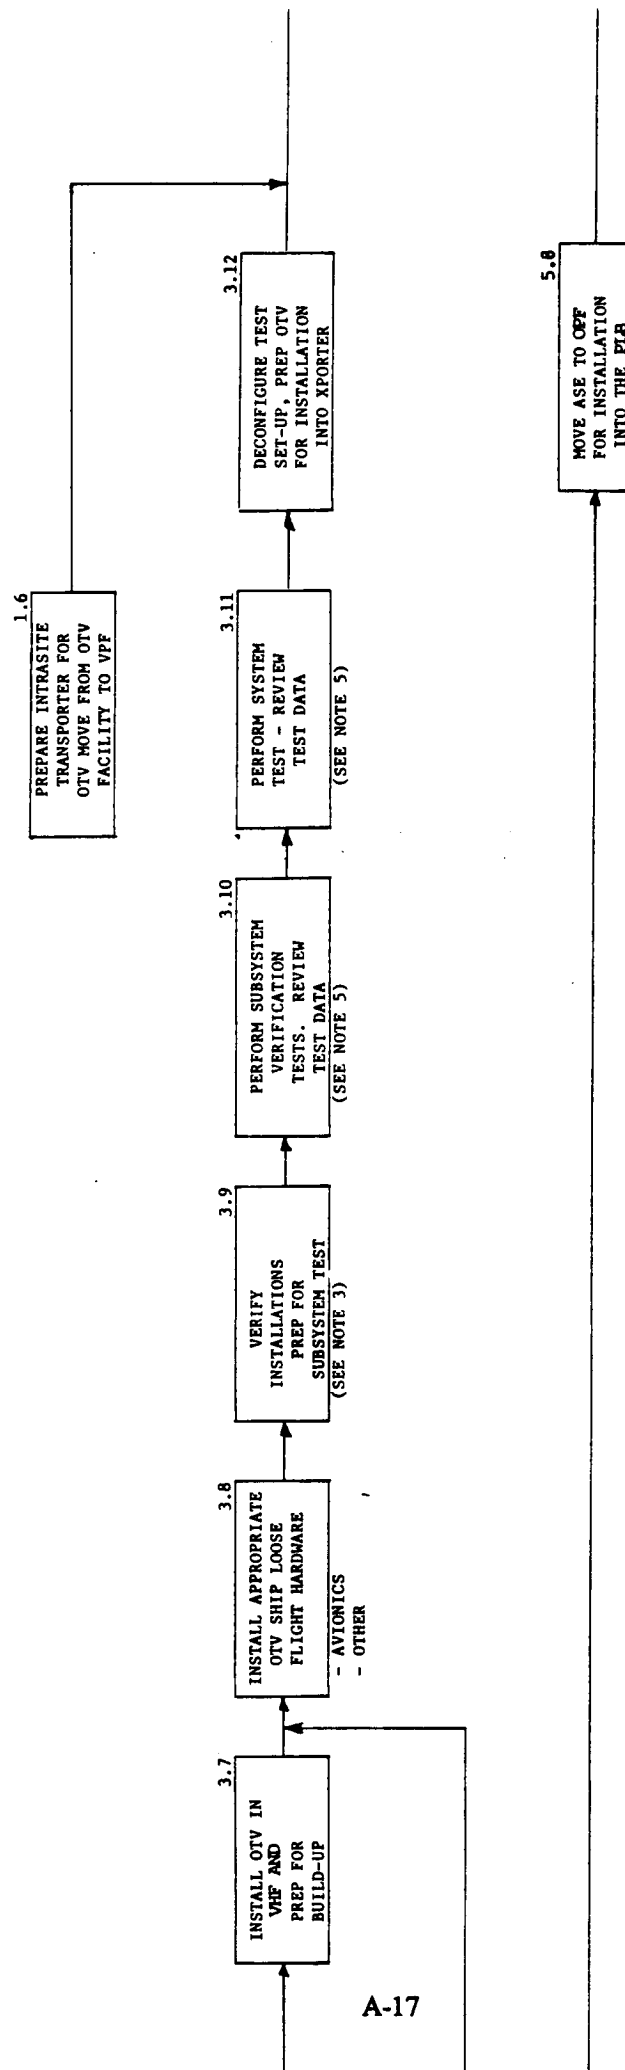 1.6
PREPARE INTRASITE
TRANSPORTER FOR
OTV MOVE FROM OTV
FACILITY TO VPF
3.7
INSTALL OTV IN
VHF AND
PREP FOR
BUILD-UP
3.8
INSTALL APPROPRIATE
OTV SHIP LOOSE
FLIGHT HARDWARE
- AVIONICS
- OTHER
3.9
VERIFY
INSTALLATIONS
PREP FOR
SUBSYSTEM TEST
(SEE NOTE 3)
3.10
PERFORM SUBSYSTEM
VERIFICATION
TESTS. REVIEW
TEST DATA
(SEE NOTE 5)
3.11
PERFORM SYSTEM
TEST - REVIEW
TEST DATA
(SEE NOTE 5)
3.12
DECONFIGURE TEST
SET-UP, PREP OTV
FOR INSTALLATION
INTO XPORTER
5.8
MOVE ASE TO OPF
FOR INSTALLATION
INTO THE PLB
A-17